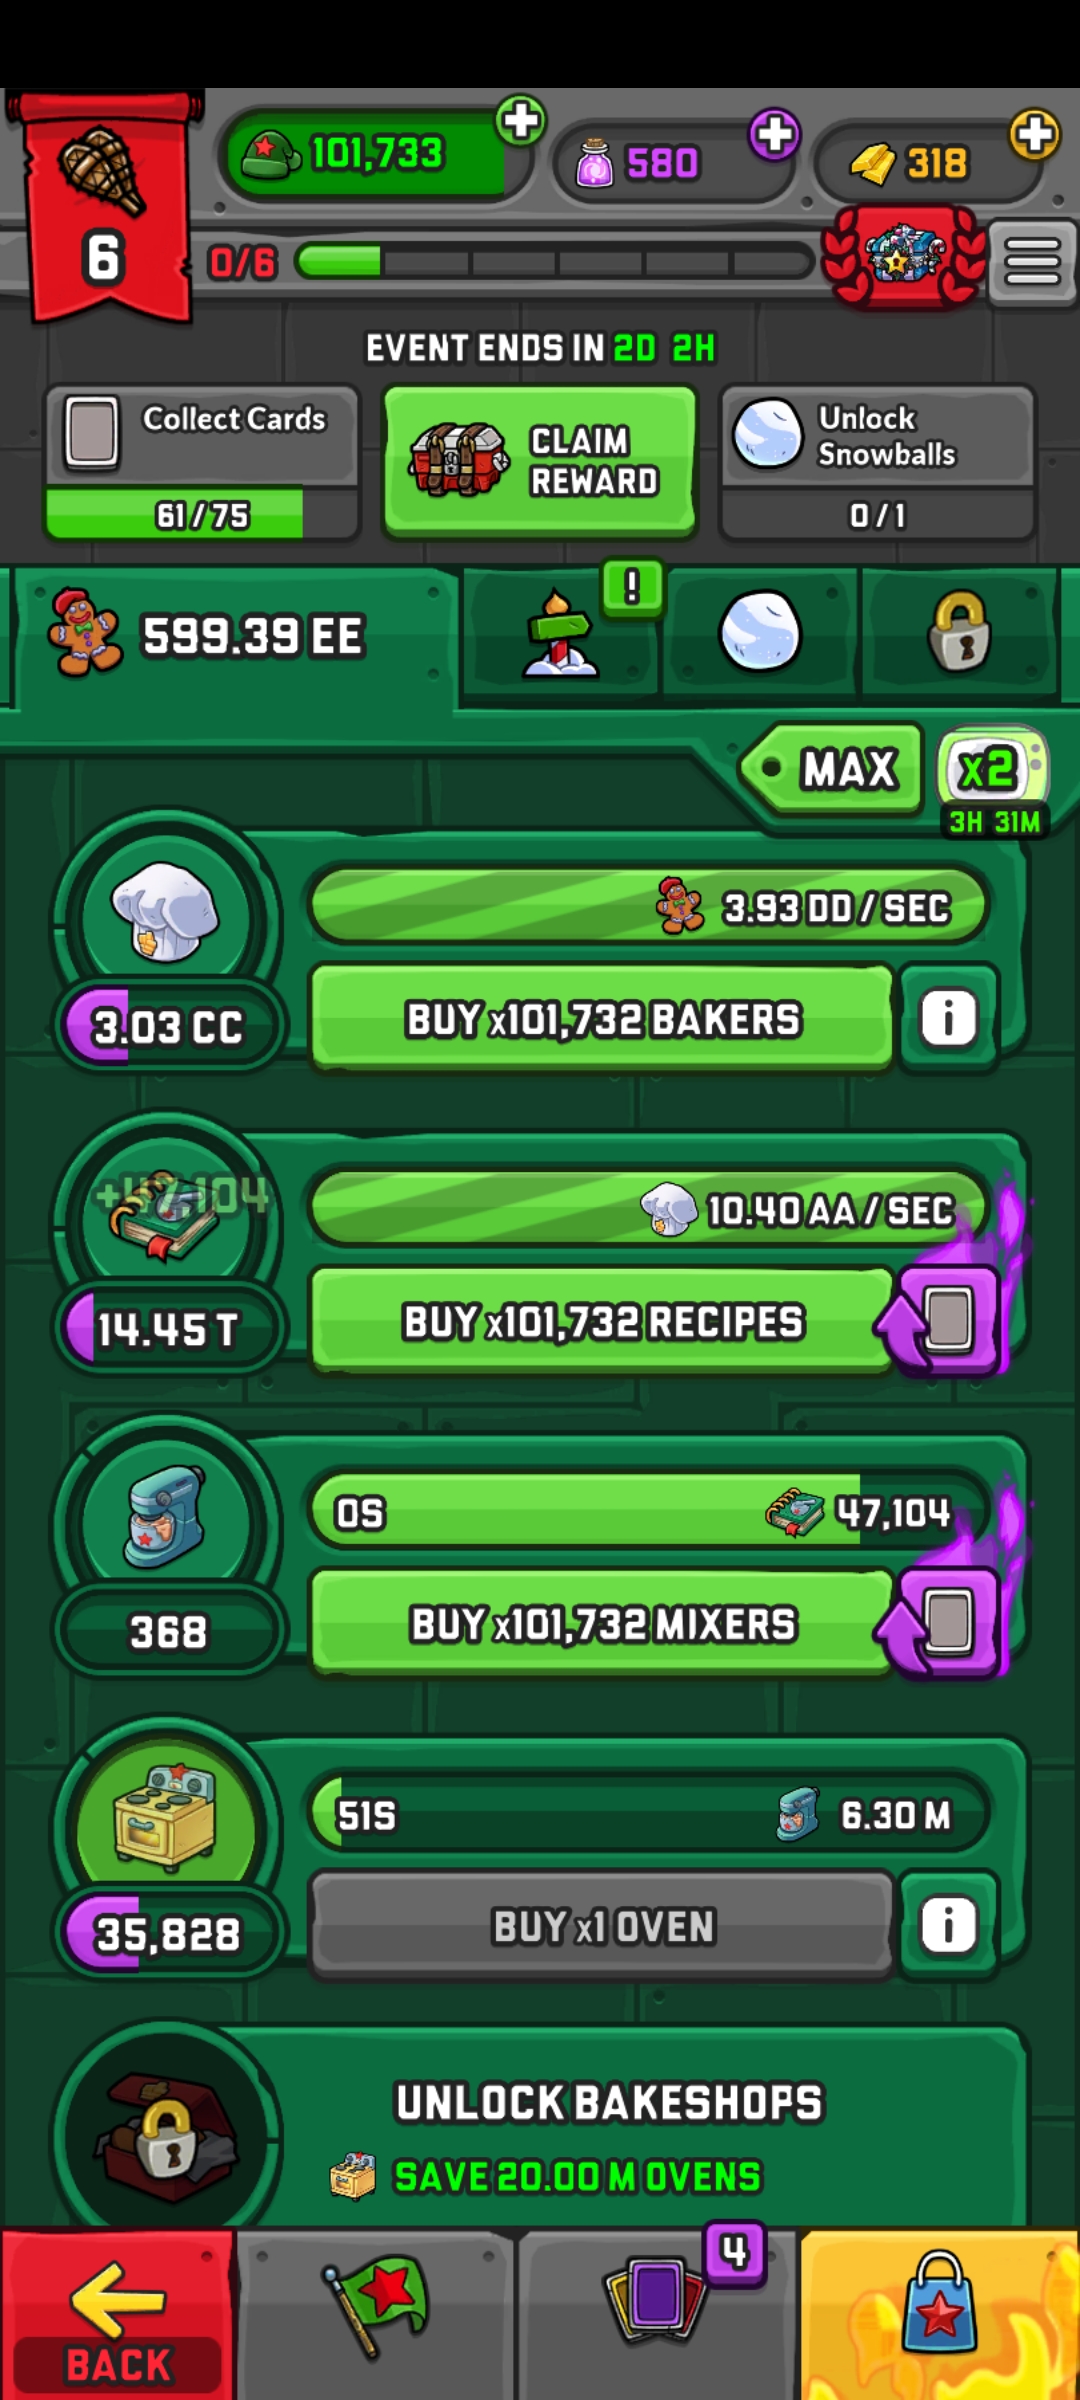 101,733
580
318
6
0/6
EVENT ENDS IN 2D 2H
Collect Cards
61/75
CLAIM
REWARD
Unlock
Snowballs
0/1
599.39 EE
!
MAX
x2
3H 31M
3.93 DD / SEC
3.03 CC
BUY x101,732 BAKERS
i
+47,104
10.40 AA / SEC
14.45 T
BUY x101,732 RECIPES
0S
47,104
368
BUY x101,732 MIXERS
51S
6.30 M
35,828
BUY x1 OVEN
i
UNLOCK BAKESHOPS
SAVE 20.00 M OVENS
BACK
4